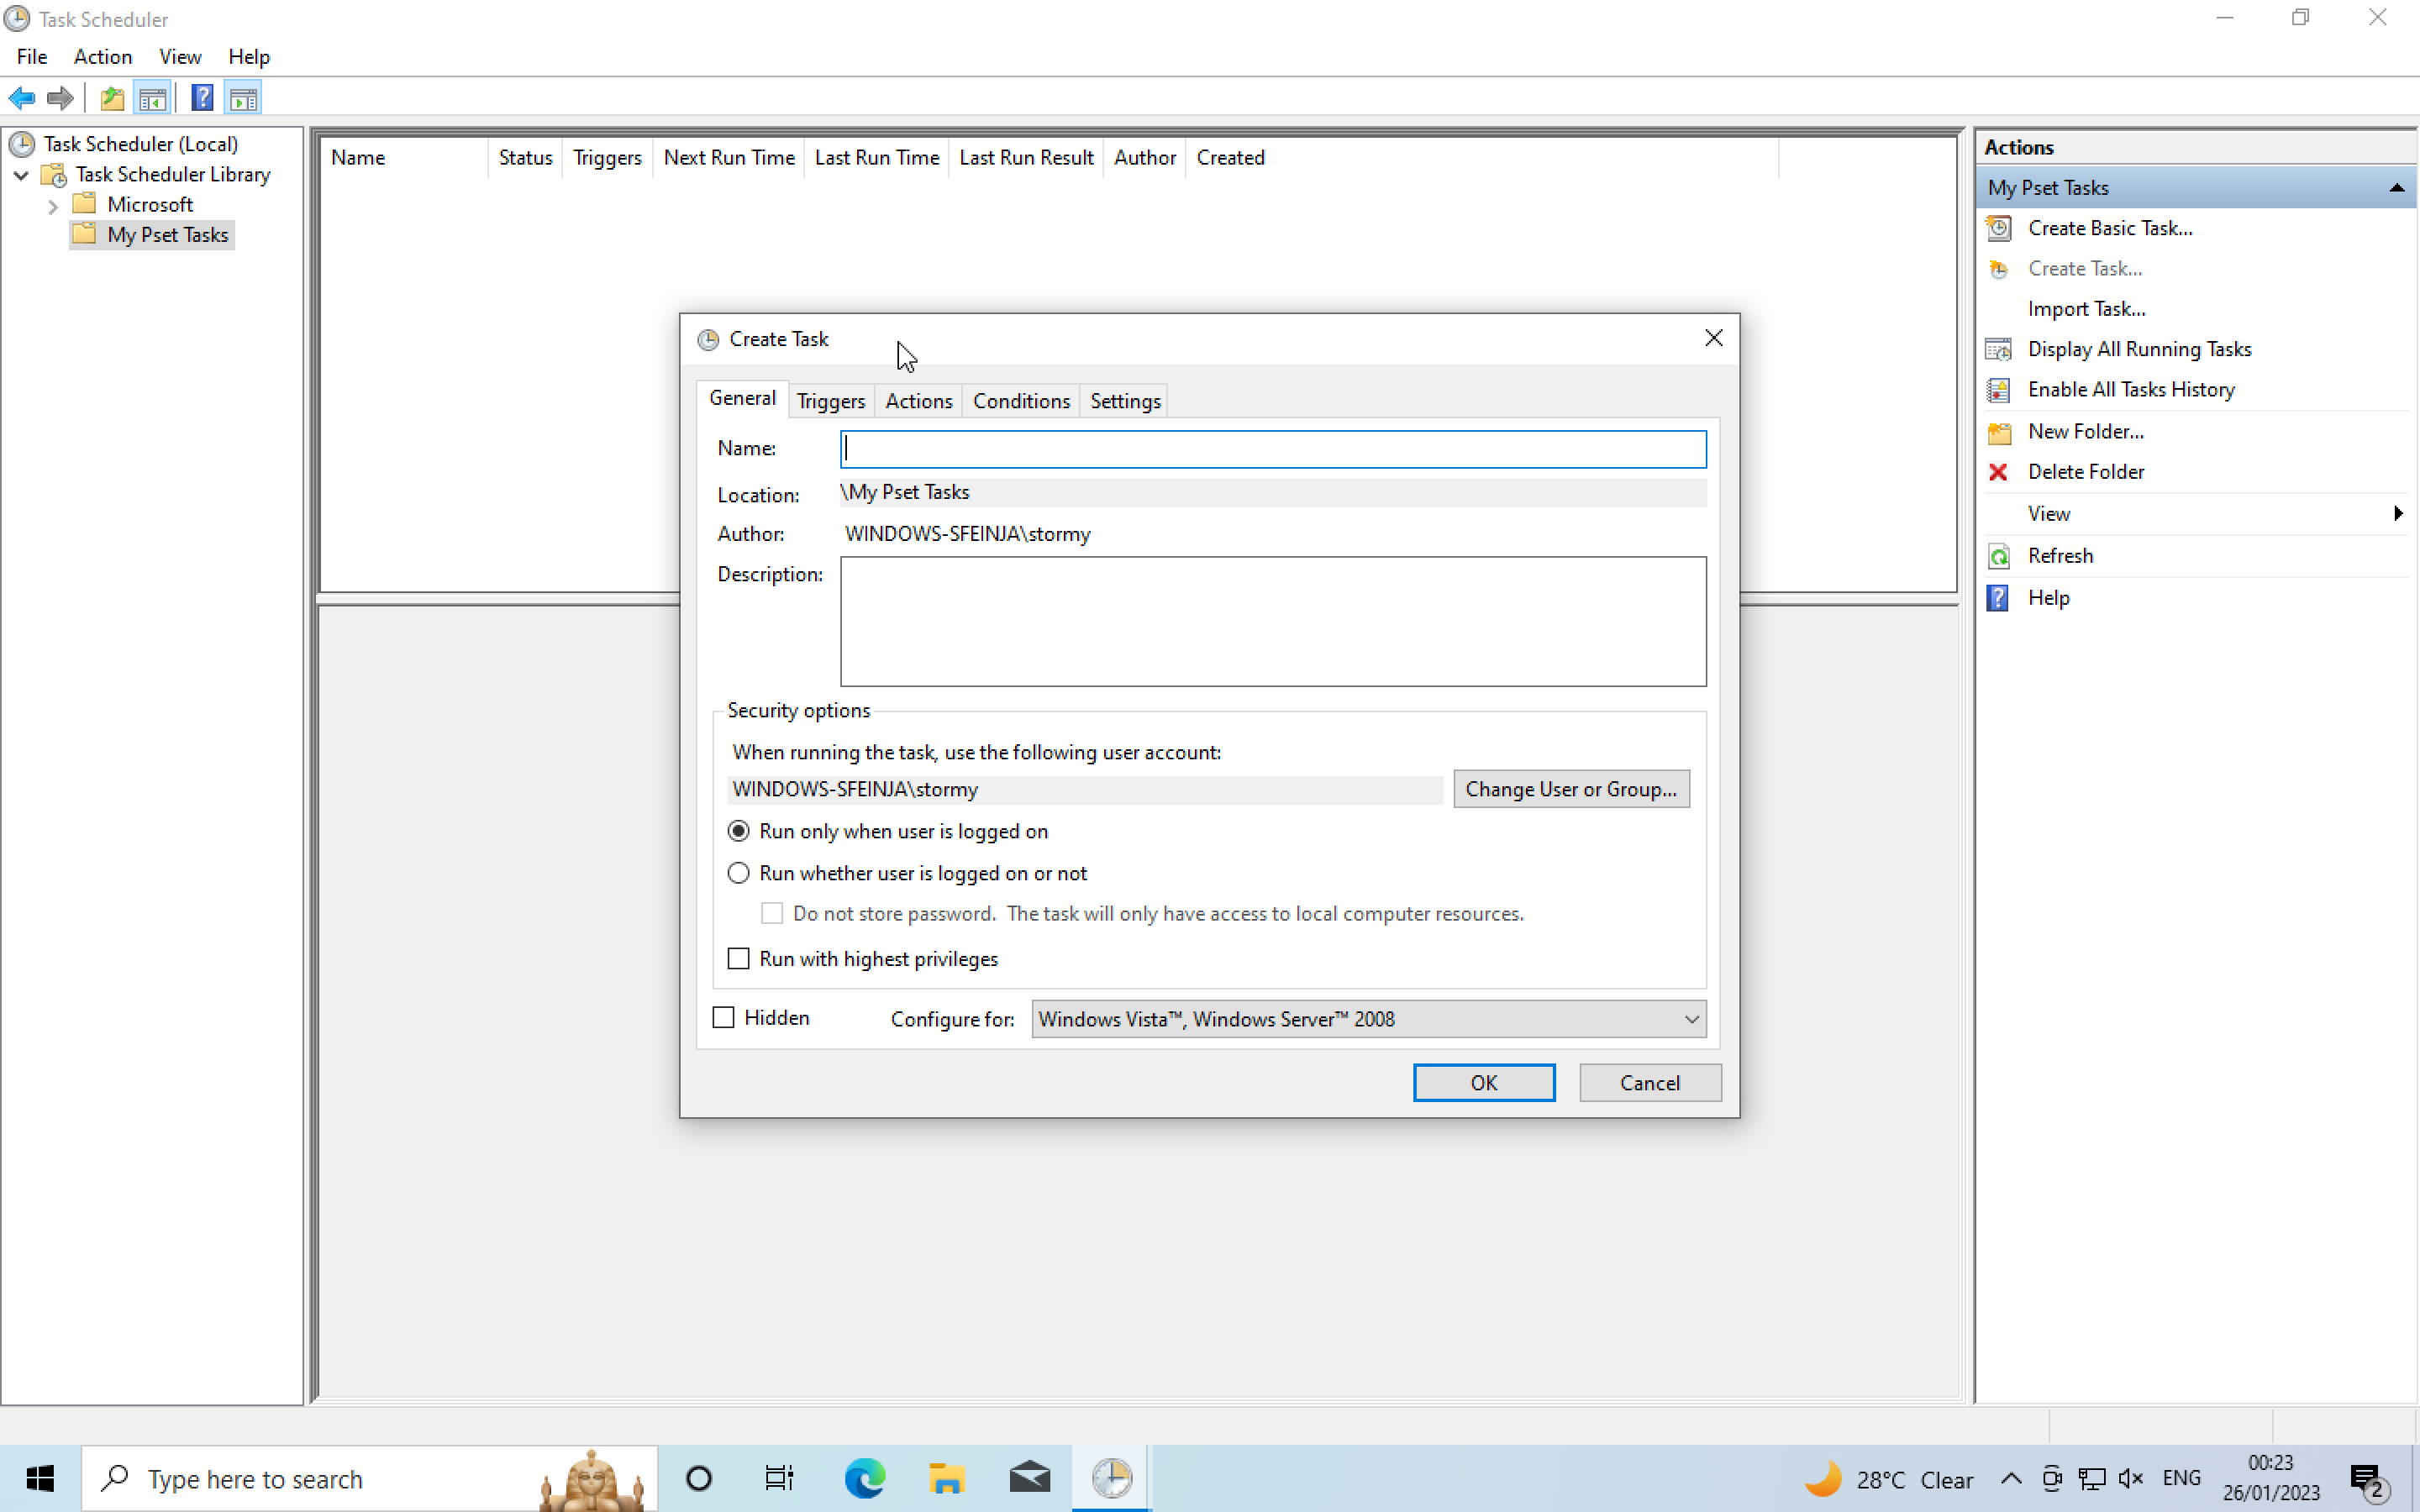 Task Scheduler
File Action View Help
Task Scheduler (Local)
Task Scheduler Library
Microsoft
My Pset Tasks
Name Status Triggers Next Run Time Last Run Time Last Run Result Author Created
Create Task
General Triggers Actions Conditions Settings
Name:
Location: \My Pset Tasks
Author: WINDOWS-SFEINJA\stormy
Description:
Security options
When running the task, use the following user account:
WINDOWS-SFEINJA\stormy Change User or Group...
Run only when user is logged on
Run whether user is logged on or not
Do not store password. The task will only have access to local computer resources.
Run with highest privileges
Hidden Configure for: Windows Vista™, Windows Server™ 2008
OK Cancel
Actions
My Pset Tasks
Create Basic Task...
Create Task...
Import Task...
Display All Running Tasks
Enable All Tasks History
New Folder...
Delete Folder
View
Refresh
Help
Type here to search
28°C Clear
ENG
00:23
26/01/2023
2